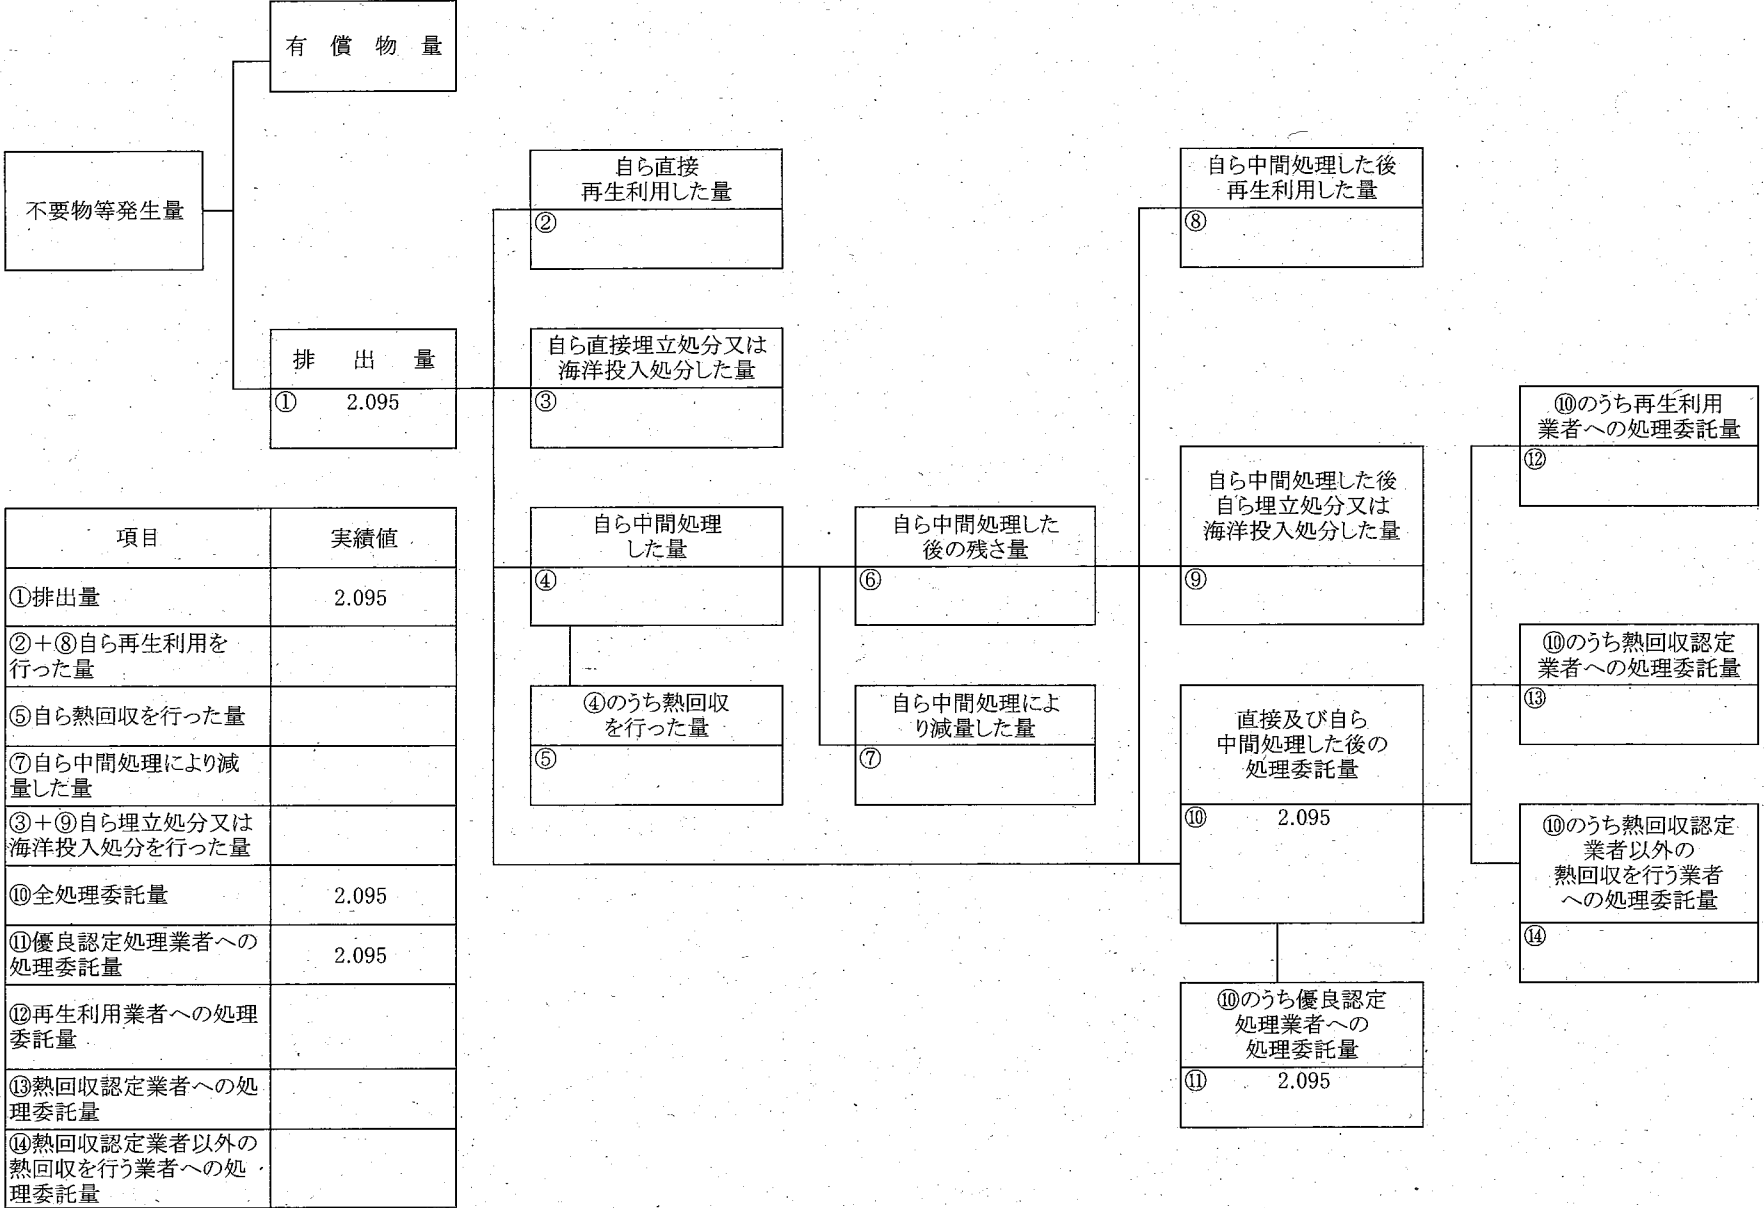 有 償 物 量
不要物等発生量
排 出 量
① 2.095
自ら直接
再生利用した量
②
自ら直接埋立処分又は
海洋投入処分した量
③
自ら中間処理
した量
④
④のうち熱回収
を行った量
⑤
自ら中間処理した
後の残さ量
⑥
自ら中間処理によ
り減量した量
⑦
自ら中間処理した後
再生利用した量
⑧
自ら中間処理した後
自ら埋立処分又は
海洋投入処分した量
⑨
直接及び自ら
中間処理した後の
処理委託量
⑩ 2.095
⑩のうち優良認定
処理業者への
処理委託量
⑪ 2.095
⑩のうち再生利用
業者への処理委託量
⑫
⑩のうち熱回収認定
業者への処理委託量
⑬
⑩のうち熱回収認定
業者以外の
熱回収を行う業者
への処理委託量
⑭
項目 実績値
①排出量 2.095
②+⑧自ら再生利用を
行った量
⑤自ら熱回収を行った量
⑦自ら中間処理により減
量した量
③+⑨自ら埋立処分又は
海洋投入処分を行った量
⑩全処理委託量 2.095
⑪優良認定処理業者への
処理委託量 2.095
⑫再生利用業者への処理
委託量
⑬熱回収認定業者への処
理委託量
⑭熱回収認定業者以外の
熱回収を行う業者への処
理委託量